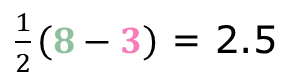 ½(8 − 3) = 2.5